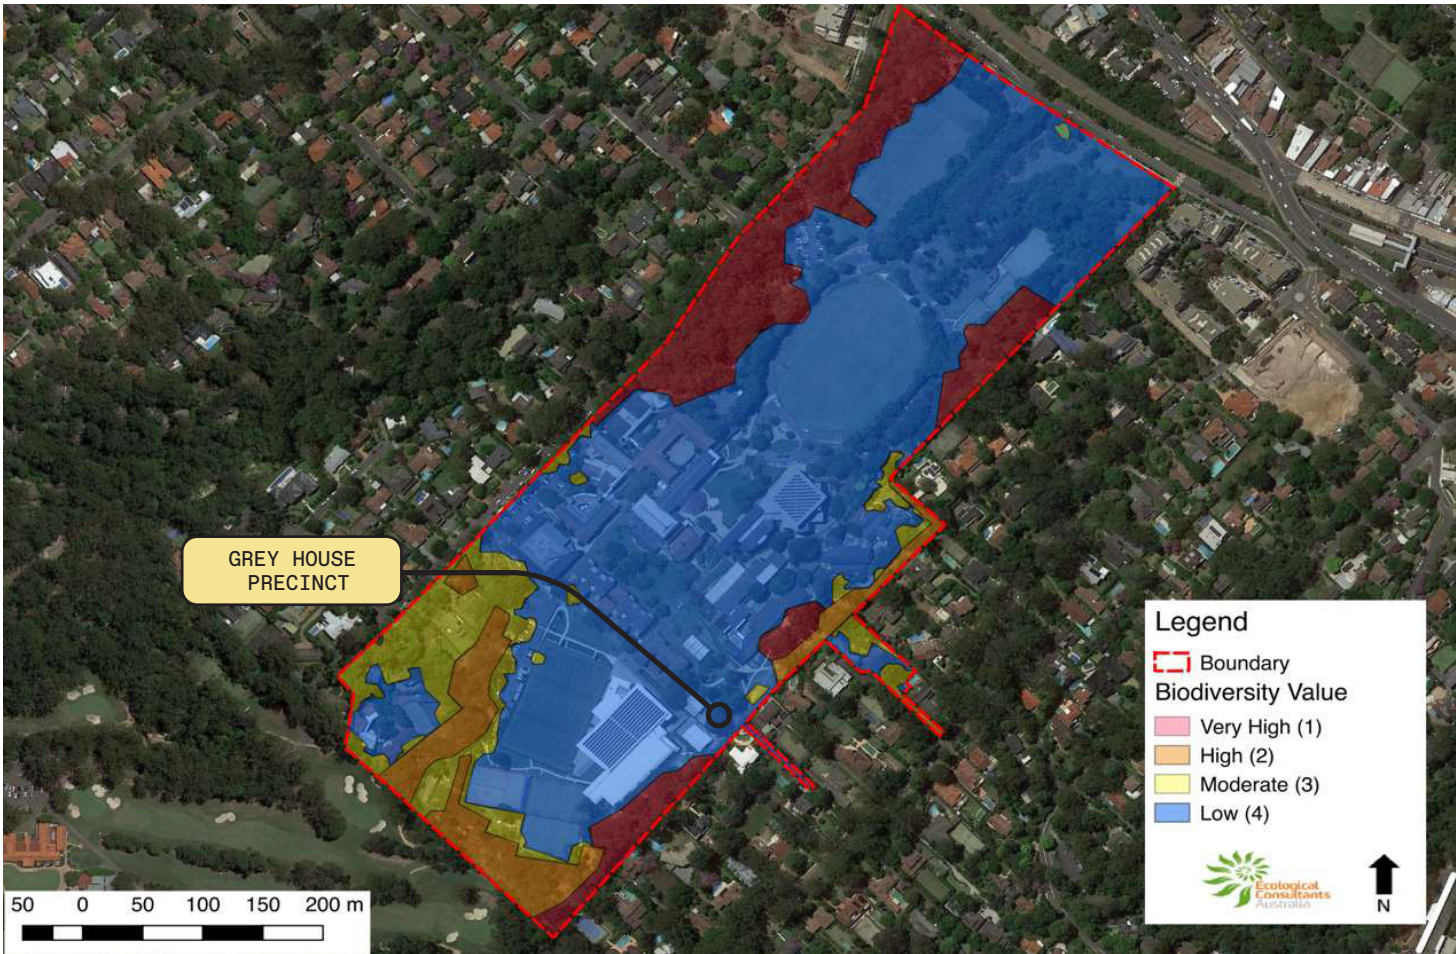 GREY HOUSE
PRECINCT
Legend
Boundary
Biodiversity Value
Very High (1)
High (2)
Moderate (3)
Low (4)
Ecological
Consultants
Australia
N
50 0 50 100 150 200 m